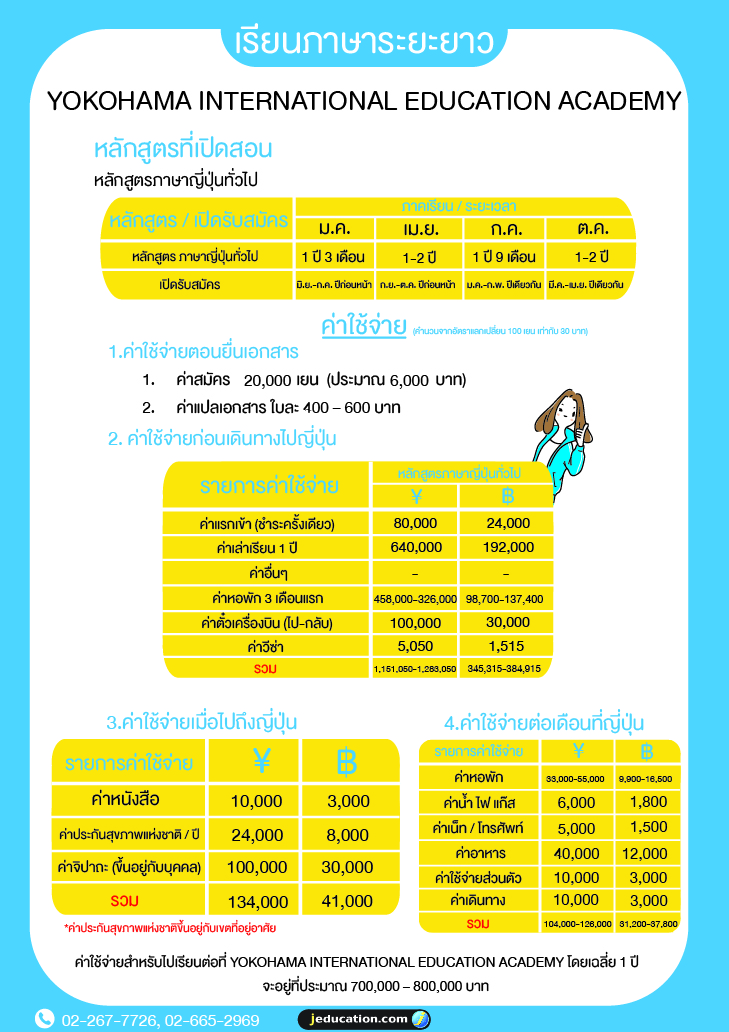 เรียนภาษาระยะยาว
YOKOHAMA INTERNATIONAL EDUCATION ACADEMY
หลักสูตรที่เปิดสอน
หลักสูตรภาษาญี่ปุ่นทั่วไป
หลักสูตร / เปิดรับสมัคร ภาคเรียน / ระยะเวลา
ม.ค. เม.ย. ก.ค. ต.ค.
หลักสูตร ภาษาญี่ปุ่นทั่วไป 1 ปี 3 เดือน 1-2 ปี 1 ปี 9 เดือน 1-2 ปี
เปิดรับสมัคร มิ.ย.-ก.ค. ปีก่อนหน้า ก.ย.-ต.ค. ปีก่อนหน้า ม.ค.-ก.พ. ปีเดียวกัน มี.ค.-เม.ย. ปีเดียวกัน
ค่าใช้จ่าย (คำนวนจากอัตราแลกเปลี่ยน 100 เยน เท่ากับ 30 บาท)
1.ค่าใช้จ่ายตอนยื่นเอกสาร
1. ค่าสมัคร 20,000 เยน (ประมาณ 6,000 บาท)
2. ค่าแปลเอกสาร ใบละ 400 – 600 บาท
2. ค่าใช้จ่ายก่อนเดินทางไปญี่ปุ่น
รายการค่าใช้จ่าย หลักสูตรภาษาญี่ปุ่นทั่วไป
¥ ฿
ค่าแรกเข้า (ชำระครั้งเดียว) 80,000 24,000
ค่าเล่าเรียน 1 ปี 640,000 192,000
ค่าอื่นๆ - -
ค่าหอพัก 3 เดือนแรก 458,000-326,000 98,700-137,400
ค่าตั๋วเครื่องบิน (ไป-กลับ) 100,000 30,000
ค่าวีซ่า 5,050 1,515
รวม 1,151,050-1,283,050 345,315-384,915
3.ค่าใช้จ่ายเมื่อไปถึงญี่ปุ่น
รายการค่าใช้จ่าย ¥ ฿
ค่าหนังสือ 10,000 3,000
ค่าประกันสุขภาพแห่งชาติ / ปี 24,000 8,000
ค่าจิปาถะ (ขึ้นอยู่กับบุคคล) 100,000 30,000
รวม 134,000 41,000
*ค่าประกันสุขภาพแห่งชาติขึ้นอยู่กับเขตที่อยู่อาศัย
4.ค่าใช้จ่ายต่อเดือนที่ญี่ปุ่น
รายการค่าใช้จ่าย ¥ ฿
ค่าหอพัก 33,000-55,000 9,900-16,500
ค่าน้ำ ไฟ แก๊ส 6,000 1,800
ค่าเน็ท / โทรศัพท์ 5,000 1,500
ค่าอาหาร 40,000 12,000
ค่าใช้จ่ายส่วนตัว 10,000 3,000
ค่าเดินทาง 10,000 3,000
รวม 104,000-126,000 31,200-37,800
ค่าใช้จ่ายสำหรับไปเรียนต่อที่ YOKOHAMA INTERNATIONAL EDUCATION ACADEMY โดยเฉลี่ย 1 ปี
จะอยู่ที่ประมาณ 700,000 – 800,000 บาท
02-267-7726, 02-665-2969
jeducation.com